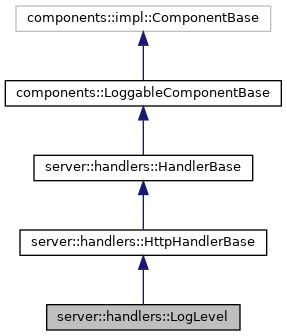 components::impl::ComponentBase
components::LoggableComponentBase
server::handlers::HandlerBase
server::handlers::HttpHandlerBase
server::handlers::LogLevel